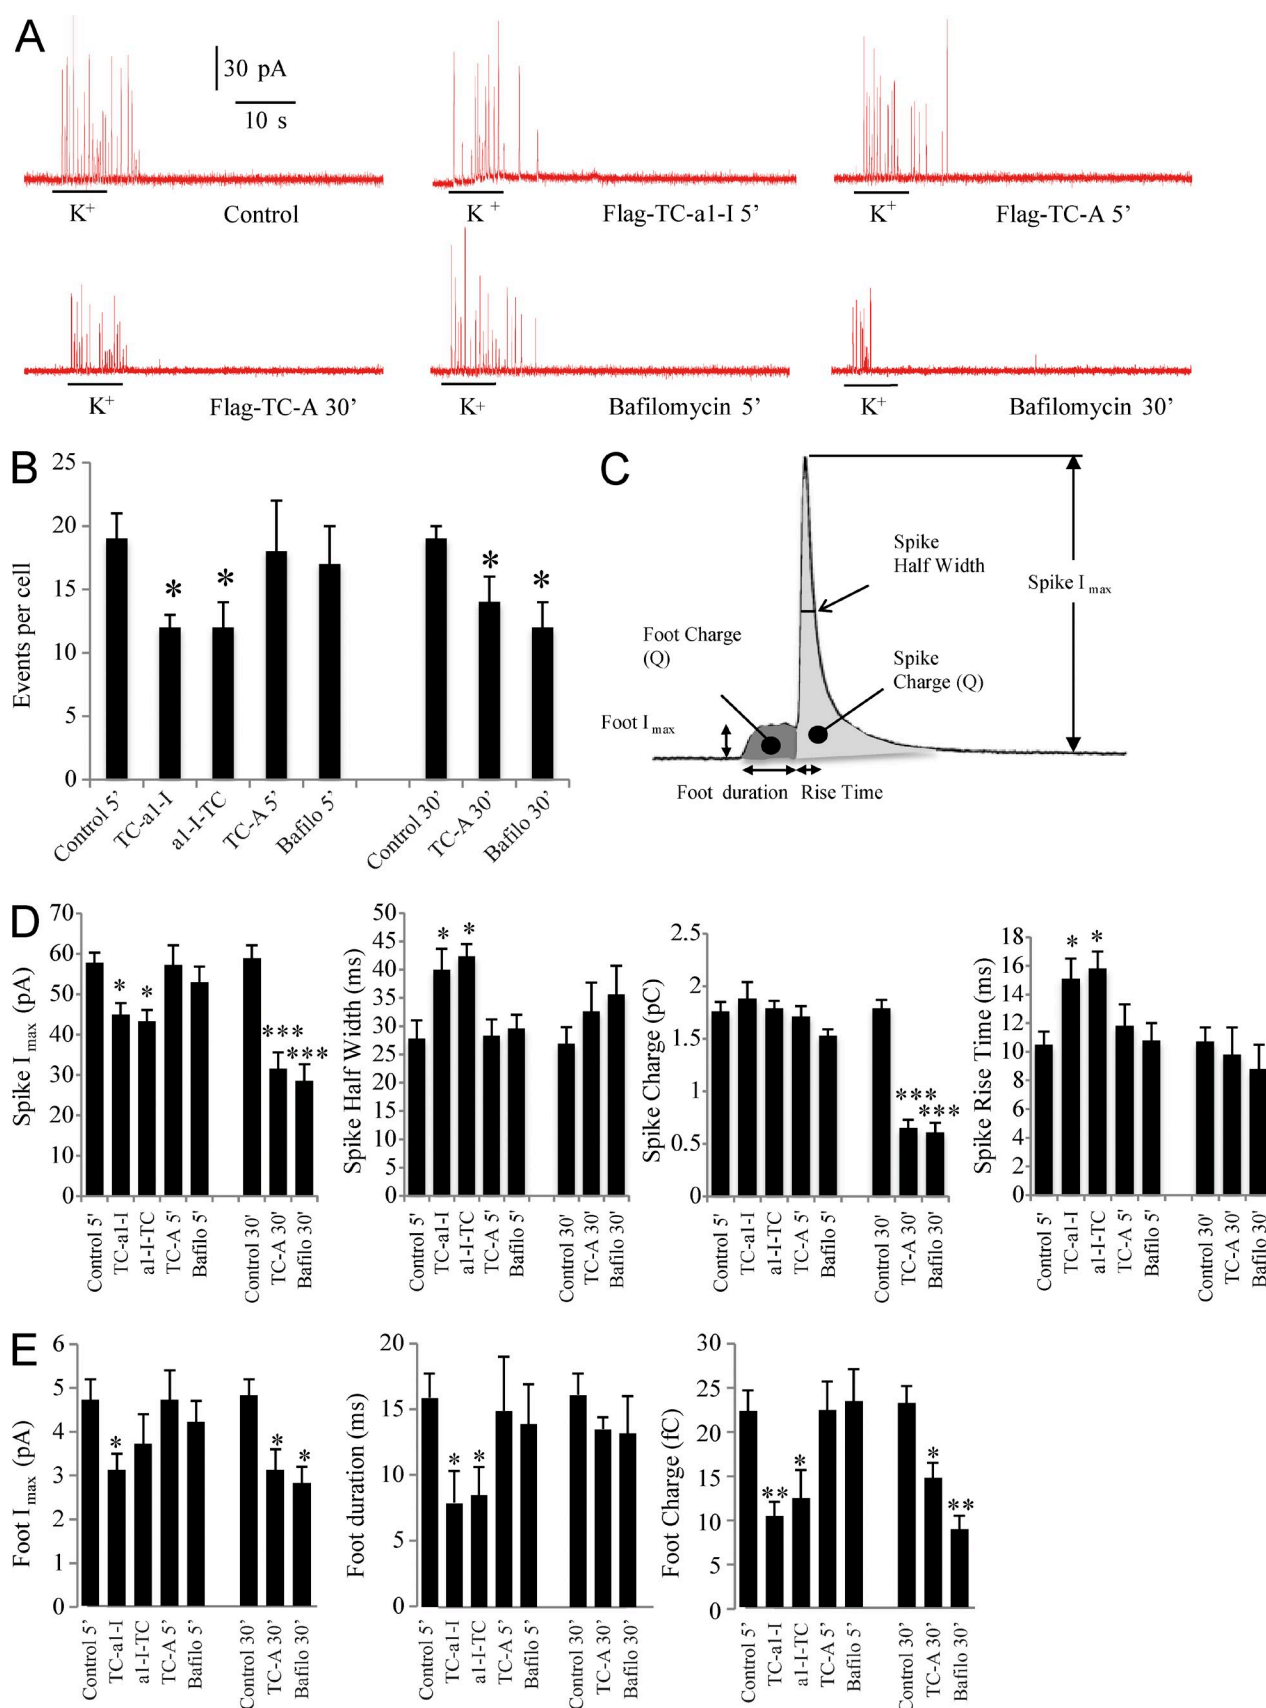 A
30 pA
10 s
K+
Control
K +
Flag-TC-a1-I 5’
K+
Flag-TC-A 5’
K+
Flag-TC-A 30’
K+
Bafilomycin 5’
K+
Bafilomycin 30’
B
Events per cell
25
20
15
10
5
0
*
*
*
*
Control 5’
TC-a1-I
a1-I-TC
TC-A 5’
Bafilo 5’
Control 30’
TC-A 30’
Bafilo 30’
C
Spike
Half Width
Spike Imax
Foot Charge
(Q)
Spike
Charge (Q)
Foot Imax
Foot duration
Rise Time
D
Spike Imax (pA)
70
60
50
40
30
20
10
0
*
*
***
***
Control 5'
TC-a1-I
a1-I-TC
TC-A 5'
Bafilo 5'
Control 30'
TC-A 30'
Bafilo 30'
Spike Half Width (ms)
50
45
40
35
30
25
20
15
10
5
0
*
*
Control 5'
TC-a1-I
a1-I-TC
TC-A 5'
Bafilo 5'
Control 30'
TC-A 30'
Bafilo 30'
Spike Charge (pC)
2.5
2
1.5
1
0.5
0
***
***
Control 5'
TC-a1-I
a1-I-TC
TC-A 5'
Bafilo 5'
Control 30'
TC-A 30'
Bafilo 30'
Spike Rise Time (ms)
18
16
14
12
10
8
6
4
2
0
*
*
Control 5'
TC-a1-I
a1-I-TC
TC-A 5'
Bafilo 5'
Control 30'
TC-A 30'
Bafilo 30'
E
Foot Imax (pA)
6
5
4
3
2
1
0
*
*
*
Control 5’
TC-a1-I
a1-I-TC
TC-A 5’
Bafilo 5’
Control 30’
TC-A 30’
Bafilo 30’
Foot duration (ms)
20
15
10
5
0
*
*
Control 5’
TC-a1-I
a1-I-TC
TC-A 5’
Bafilo 5’
Control 30’
TC-A 30’
Bafilo 30’
Foot Charge (fC)
30
25
20
15
10
5
0
**
*
*
**
Control 5’
TC-a1-I
a1-I-TC
TC-A 5’
Bafilo 5’
Control 30’
TC-A 30’
Bafilo 30’